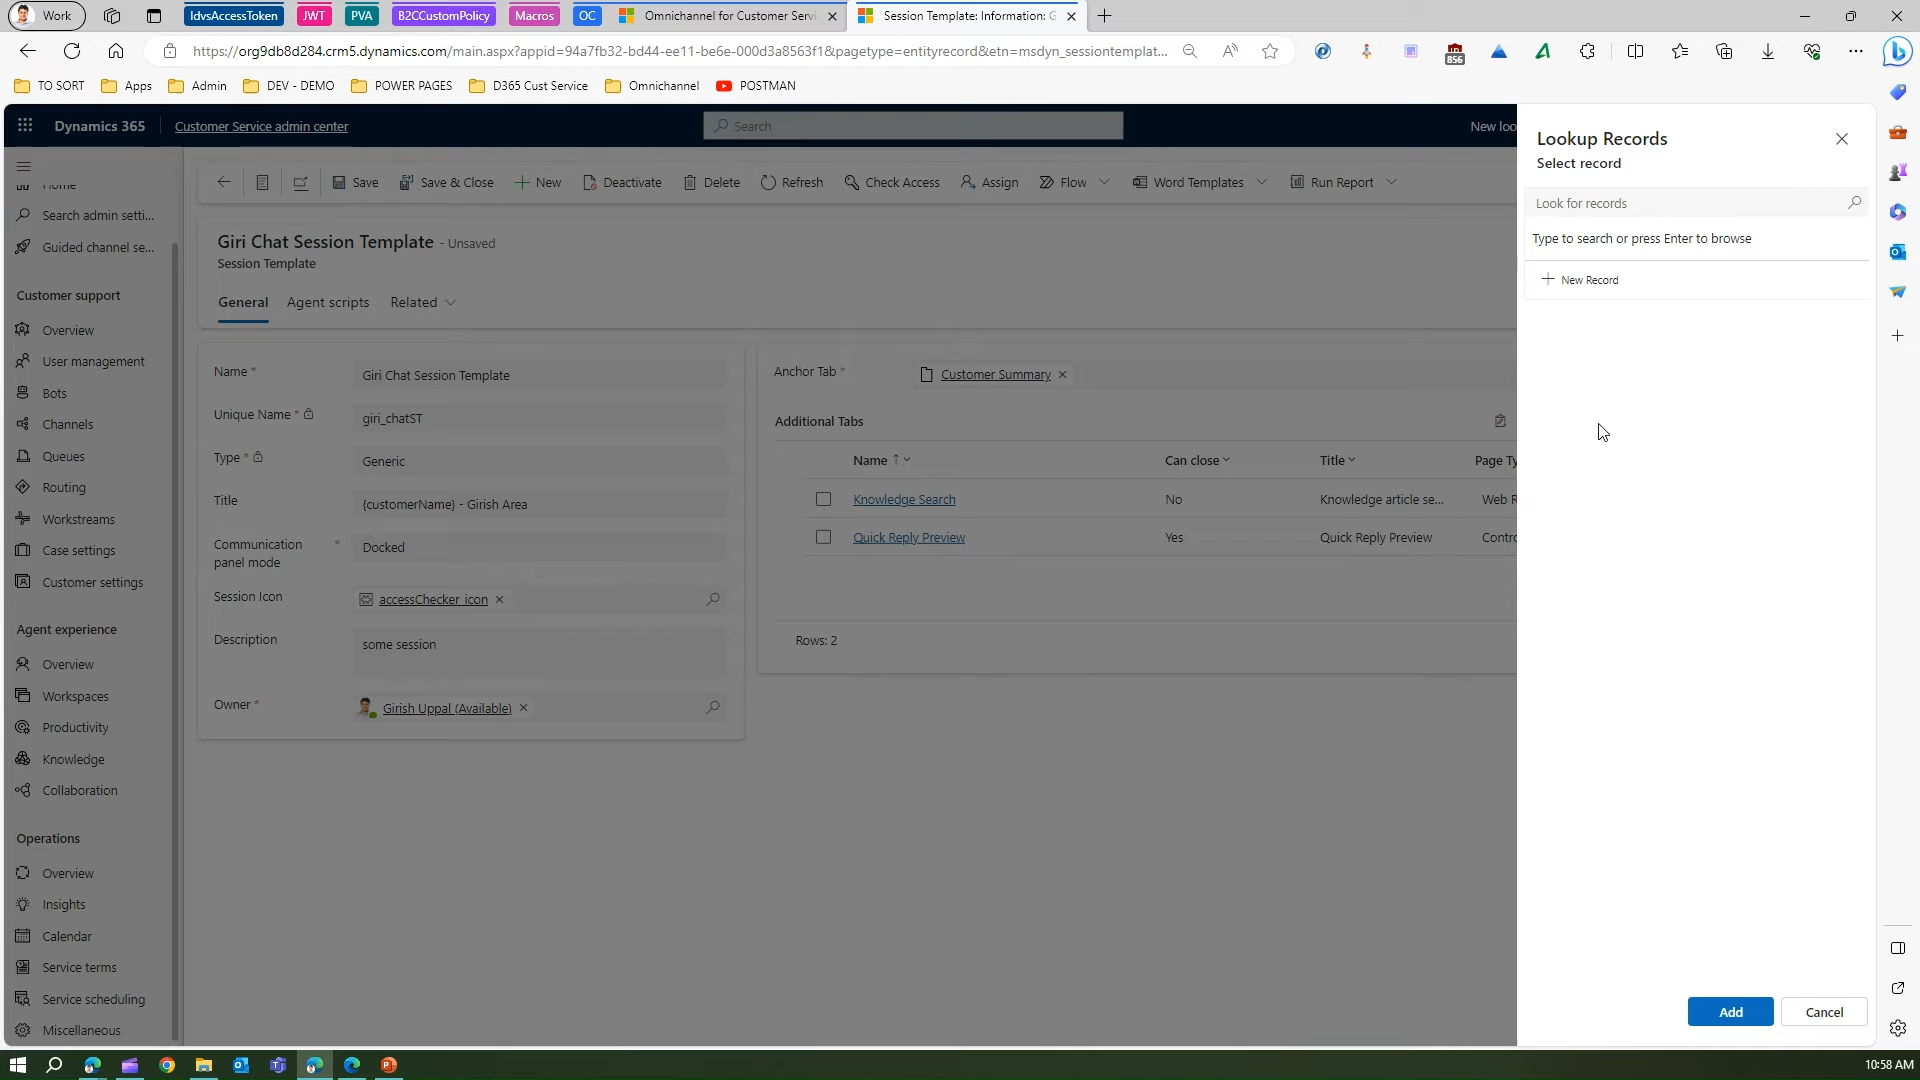 Work
IdvsAccessToken
JWT
PVA
B2CCustomPolicy
Macros
OC
Omnichannel for Customer Servi
Session Template: Information: G
https://org9db8d284.crm5.dynamics.com/main.aspx?appid=94a7fb32-bd44-ee11-be6e-000d3a8563f1&pagetype=entityrecord&etn=msdyn_sessiontemplat...
856
TO SORT
Apps
Admin
DEV - DEMO
POWER PAGES
D365 Cust Service
Omnichannel
POSTMAN
Dynamics 365
Customer Service admin center
Search
New loo
Home
Search admin setti...
Guided channel se...
Customer support
Overview
User management
Bots
Channels
Queues
Routing
Workstreams
Case settings
Customer settings
Agent experience
Overview
Workspaces
Productivity
Knowledge
Collaboration
Operations
Overview
Insights
Calendar
Service terms
Service scheduling
Miscellaneous
Save
Save & Close
New
Deactivate
Delete
Refresh
Check Access
Assign
Flow
Word Templates
Run Report
Giri Chat Session Template - Unsaved
Session Template
General
Agent scripts
Related
Name *
Giri Chat Session Template
Unique Name *
giri_chatST
Type *
Generic
Title
{customerName} - Girish Area
Communication panel mode *
Docked
Session Icon
accessChecker icon
Description
some session
Owner *
Girish Uppal (Available)
Anchor Tab *
Customer Summary
Additional Tabs
Name ↑
Can close
Title
Page Ty
Knowledge Search
No
Knowledge article se...
Web R
Quick Reply Preview
Yes
Quick Reply Preview
Contro
Rows: 2
Lookup Records
Select record
Look for records
Type to search or press Enter to browse
New Record
Add
Cancel
10:58 AM